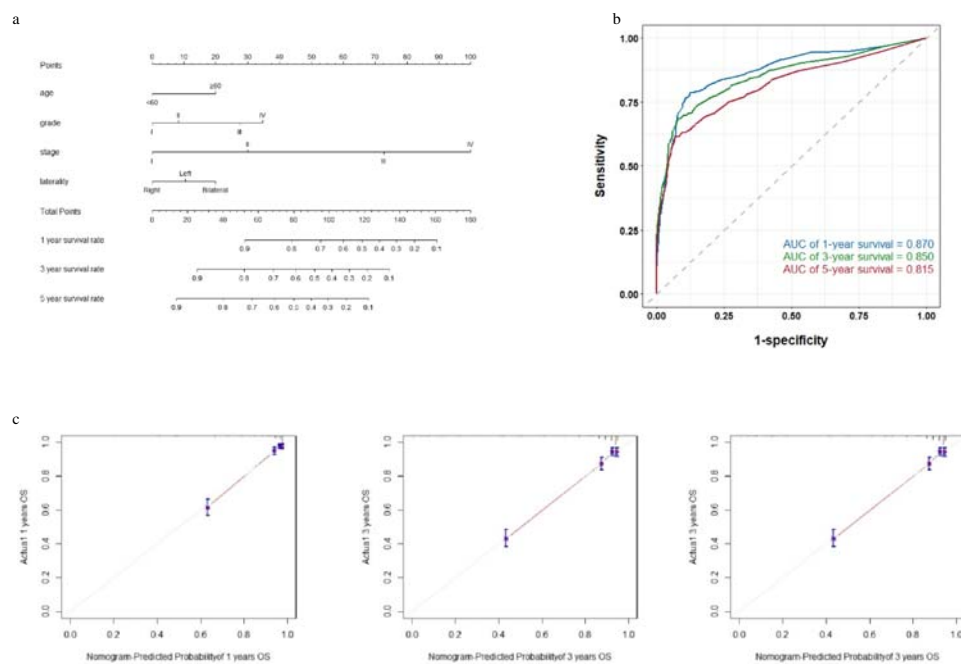 a
Points
0 10 20 30 40 50 60 70 80 90 100
age
≥60
<60
grade
II IV
I III
stage
II IV
I III
laterality
Left
Right Bilaterial
Total Points
0 20 40 60 80 100 120 140 160 180
1 year survival rate
0.9 0.8 0.7 0.6 0.5 0.4 0.3 0.2 0.1
3 year survival rate
0.9 0.8 0.7 0.6 0.5 0.4 0.3 0.2 0.1
5 year survival rate
0.9 0.8 0.7 0.6 0.5 0.4 0.3 0.2 0.1
b
Sensitivity
1.00
0.75
0.50
0.25
0.00
AUC of 1-year survival = 0.870
AUC of 3-year survival = 0.850
AUC of 5-year survival = 0.815
0.00 0.25 0.50 0.75 1.00
1-specificity
c
Actua1 1 years OS
0.0 0.2 0.4 0.6 0.8 1.0
0.0 0.2 0.4 0.6 0.8 1.0
Nomogram-Predicted Probabilityof 1 years OS
Actua1 3 years OS
0.0 0.2 0.4 0.6 0.8 1.0
0.0 0.2 0.4 0.6 0.8 1.0
Nomogram-Predicted Probabilityof 3 years OS
Actua1 3 years OS
0.0 0.2 0.4 0.6 0.8 1.0
0.0 0.2 0.4 0.6 0.8 1.0
Nomogram-Predicted Probabilityof 3 years OS